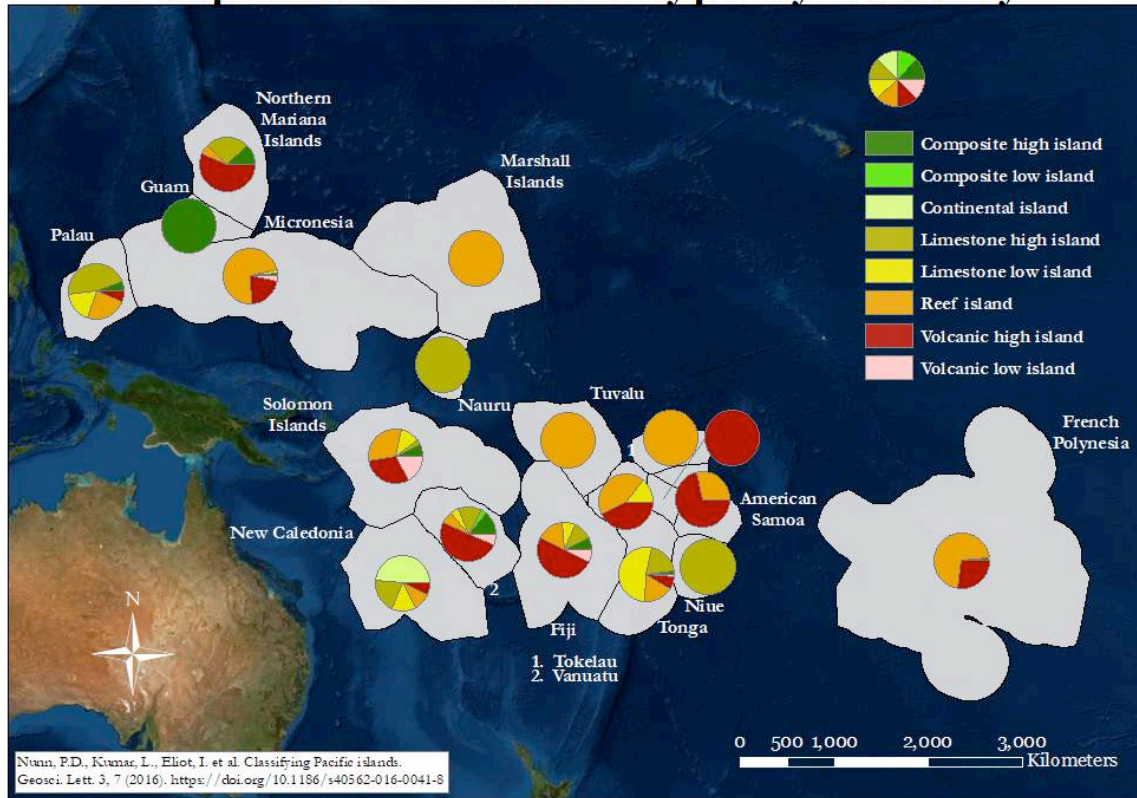 Northern
Mariana
Islands
Marshall
Islands
Guam
Micronesia
Palau
Composite high island
Composite low island
Continental island
Limestone high island
Limestone low island
Reef island
Volcanic high island
Volcanic low island
Nauru
Tuvalu
Solomon
Islands
French
Polynesia
1
American
Samoa
New Caledonia
2
Niue
Tonga
Fiji
1. Tokelau
2. Vanuatu
N
0 500 1,000 2,000 3,000
Kilometers
Nunn, P.D., Kumar, L., Eliot, I. et al. Classifying Pacific islands.
Geosci. Lett. 3, 7 (2016). https://doi.org/10.1186/s40562-016-0041-8